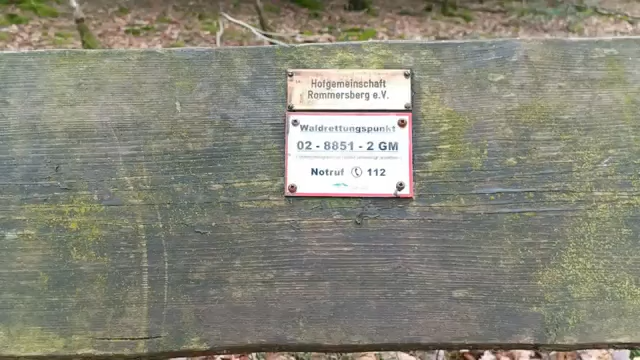 Hofgemeinschaft
Rommersberg e.V.
Waldrettungspunkt
02 - 8851 - 2 GM
Notruf 112